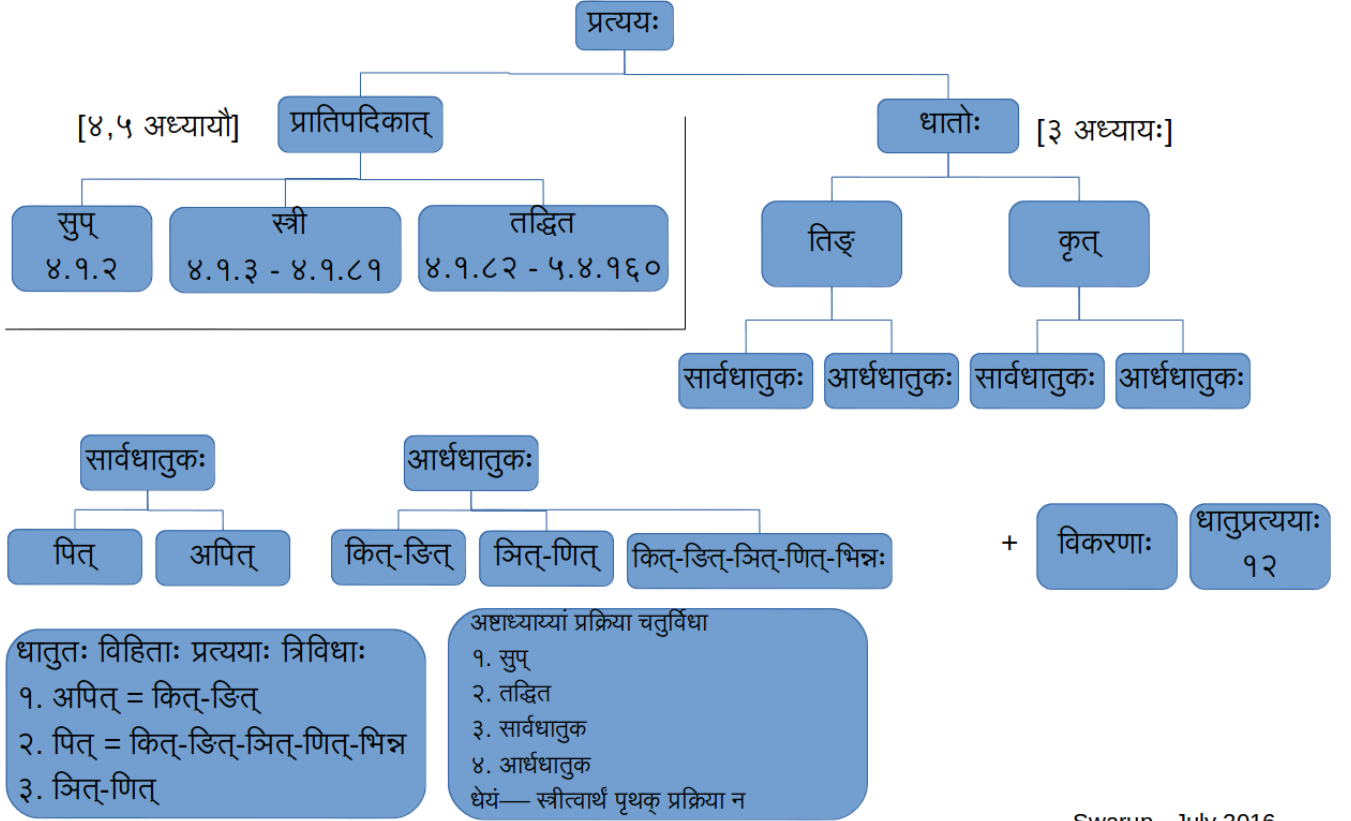 प्रत्ययः
[४,५ अध्यायौ]
प्रातिपदिकात्
धातोः
[३ अध्यायः]
सुप्
४.१.२
स्त्री
४.१.३ - ४.१.८१
तद्धित
४.१.८२ - ५.४.१६०
तिङ्
कृत्
सार्वधातुकः
आर्धधातुकः
सार्वधातुकः
आर्धधातुकः
सार्वधातुकः
आर्धधातुकः
पित्
अपित्
कित्-ङित्
ञित्-णित्
कित्-ङित्-ञित्-णित्-भिन्नः
+
विकरणाः
धातुप्रत्ययाः
१२
धातुतः विहिताः प्रत्ययाः त्रिविधाः
१. अपित् = कित्-ङित्
२. पित् = कित्-ङित्-ञित्-णित्-भिन्न
३. ञित्-णित्
अष्टाध्याय्यां प्रक्रिया चतुर्विधा
१. सुप्
२. तद्धित
३. सार्वधातुक
४. आर्धधातुक
धेयं— स्त्रीत्वार्थं पृथक् प्रक्रिया न
Swarup July 2016